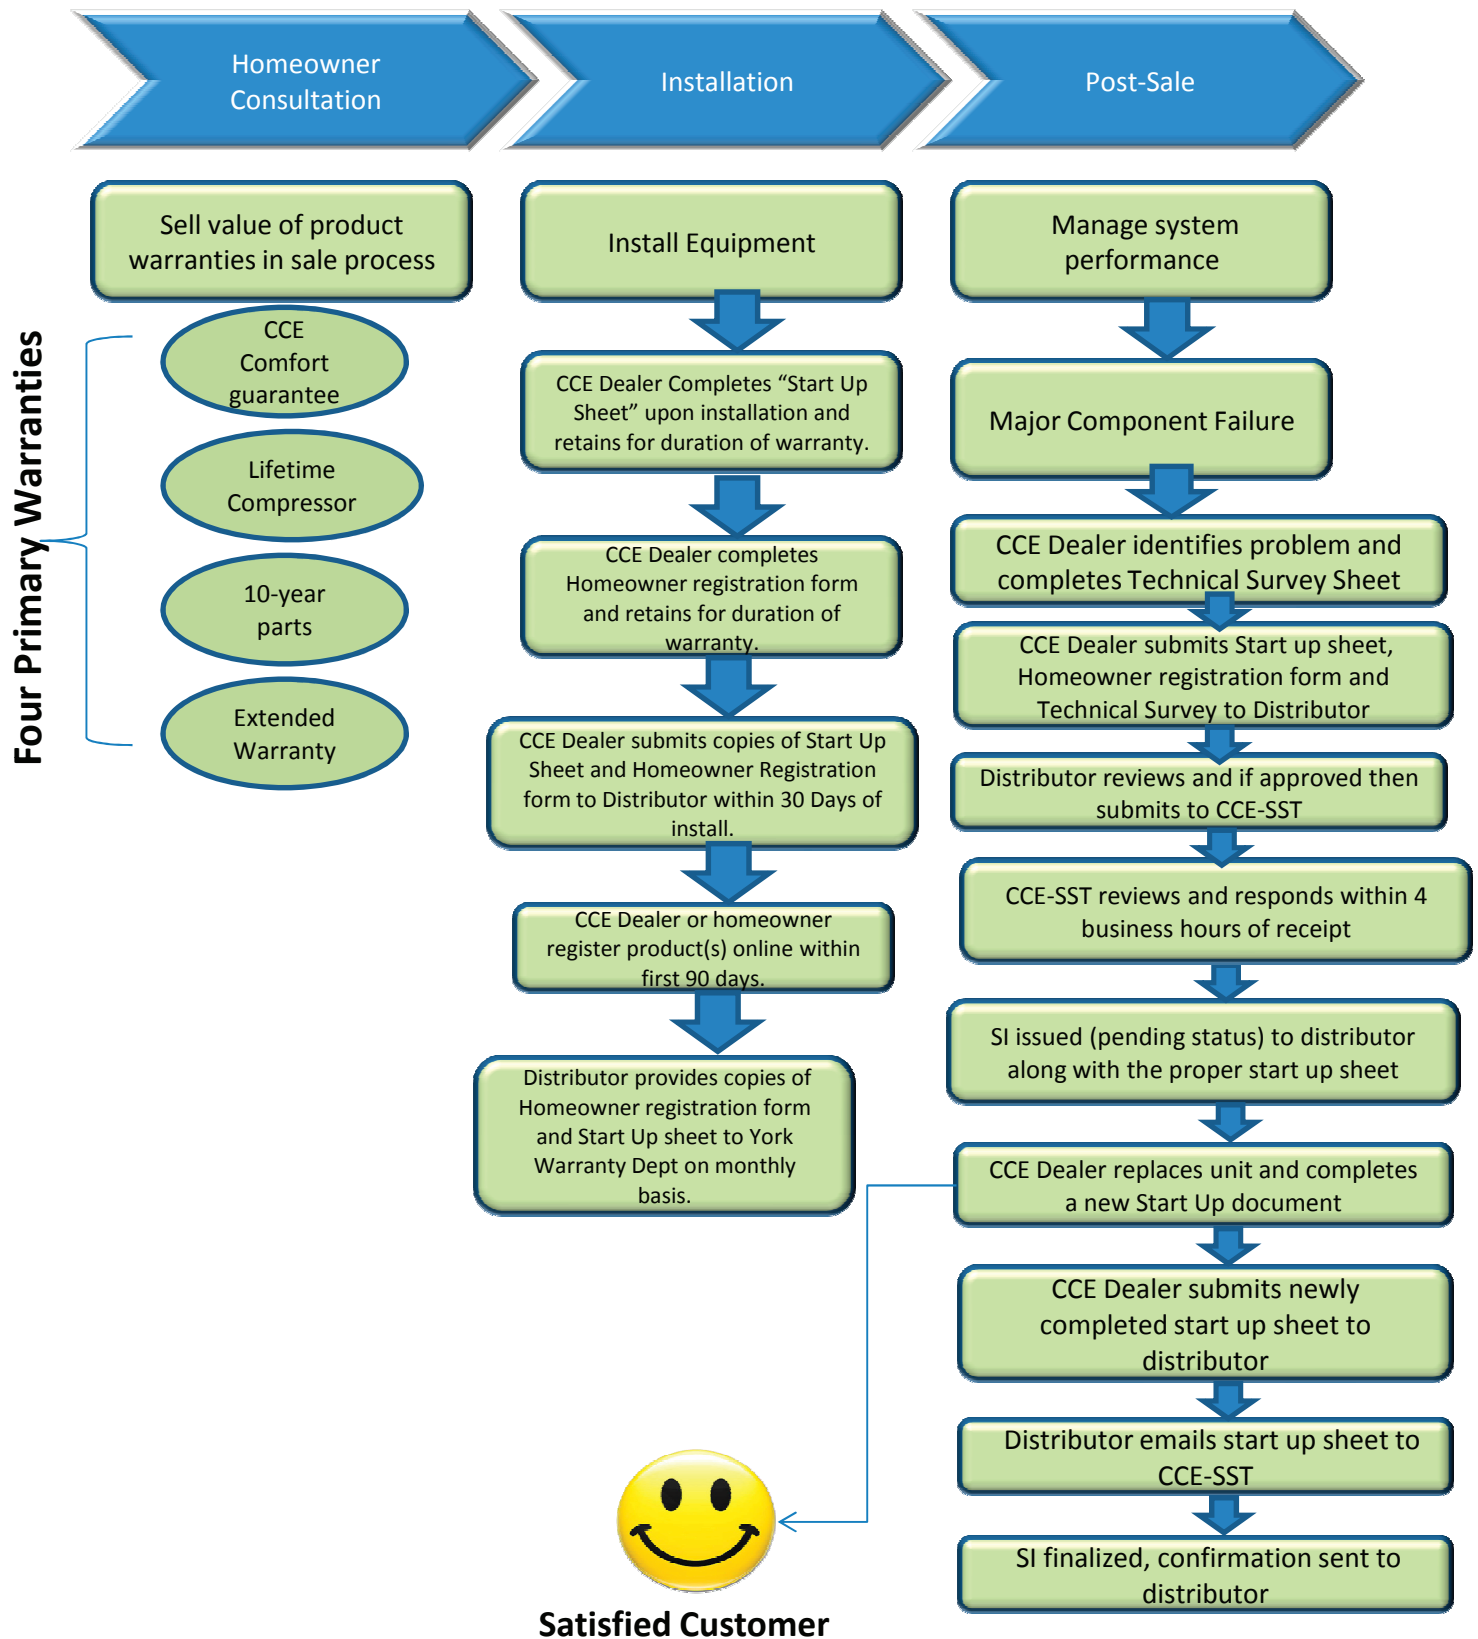 Homeowner
Consultation
Installation
Post-Sale
Sell value of product
warranties in sale process
Four Primary Warranties
CCE
Comfort
guarantee
Lifetime
Compressor
10-year
parts
Extended
Warranty
Install Equipment
CCE Dealer Completes “Start Up
Sheet” upon installation and
retains for duration of warranty.
CCE Dealer completes
Homeowner registration form
and retains for duration of
warranty.
CCE Dealer submits copies of Start Up
Sheet and Homeowner Registration
form to Distributor within 30 Days of
install.
CCE Dealer or homeowner
register product(s) online within
first 90 days.
Distributor provides copies of
Homeowner registration form
and Start Up sheet to York
Warranty Dept on monthly
basis.
Manage system
performance
Major Component Failure
CCE Dealer identifies problem and
completes Technical Survey Sheet
CCE Dealer submits Start up sheet,
Homeowner registration form and
Technical Survey to Distributor
Distributor reviews and if approved then
submits to CCE-SST
CCE-SST reviews and responds within 4
business hours of receipt
SI issued (pending status) to distributor
along with the proper start up sheet
CCE Dealer replaces unit and completes
a new Start Up document
CCE Dealer submits newly
completed start up sheet to
distributor
Distributor emails start up sheet to
CCE-SST
SI finalized, confirmation sent to
distributor
Satisfied Customer